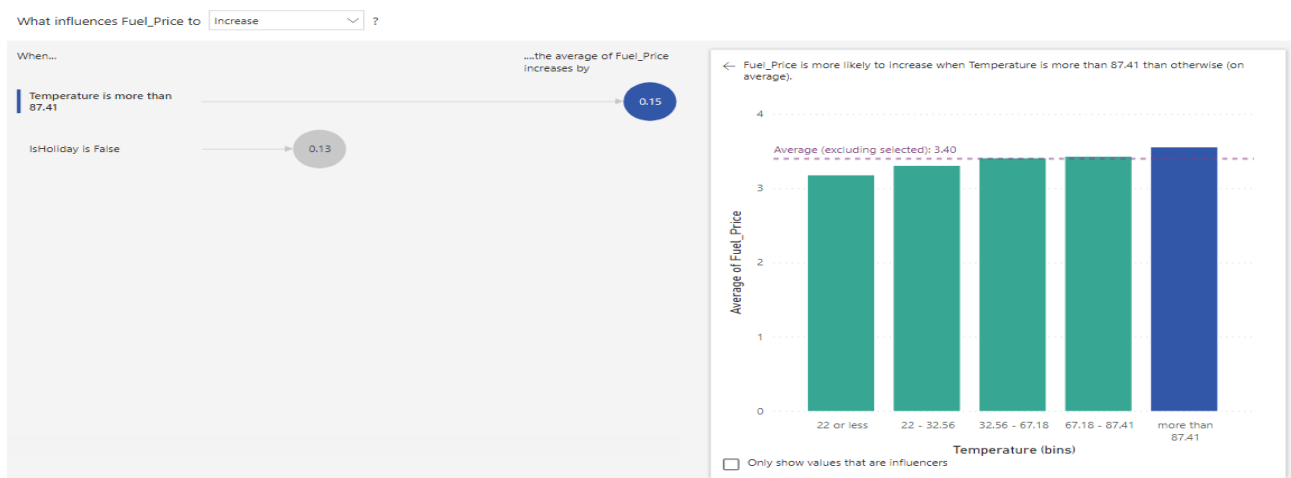 What influences Fuel_Price to Increase ?
When...
....the average of Fuel_Price
increases by
Temperature is more than
87.41
0.15
IsHoliday is False
0.13
← Fuel_Price is more likely to increase when Temperature is more than 87.41 than otherwise (on
average).
4
Average (excluding selected): 3.40
3
2
1
0
Average of Fuel_Price
22 or less
22 - 32.56
32.56 - 67.18
67.18 - 87.41
more than
87.41
Temperature (bins)
Only show values that are influencers